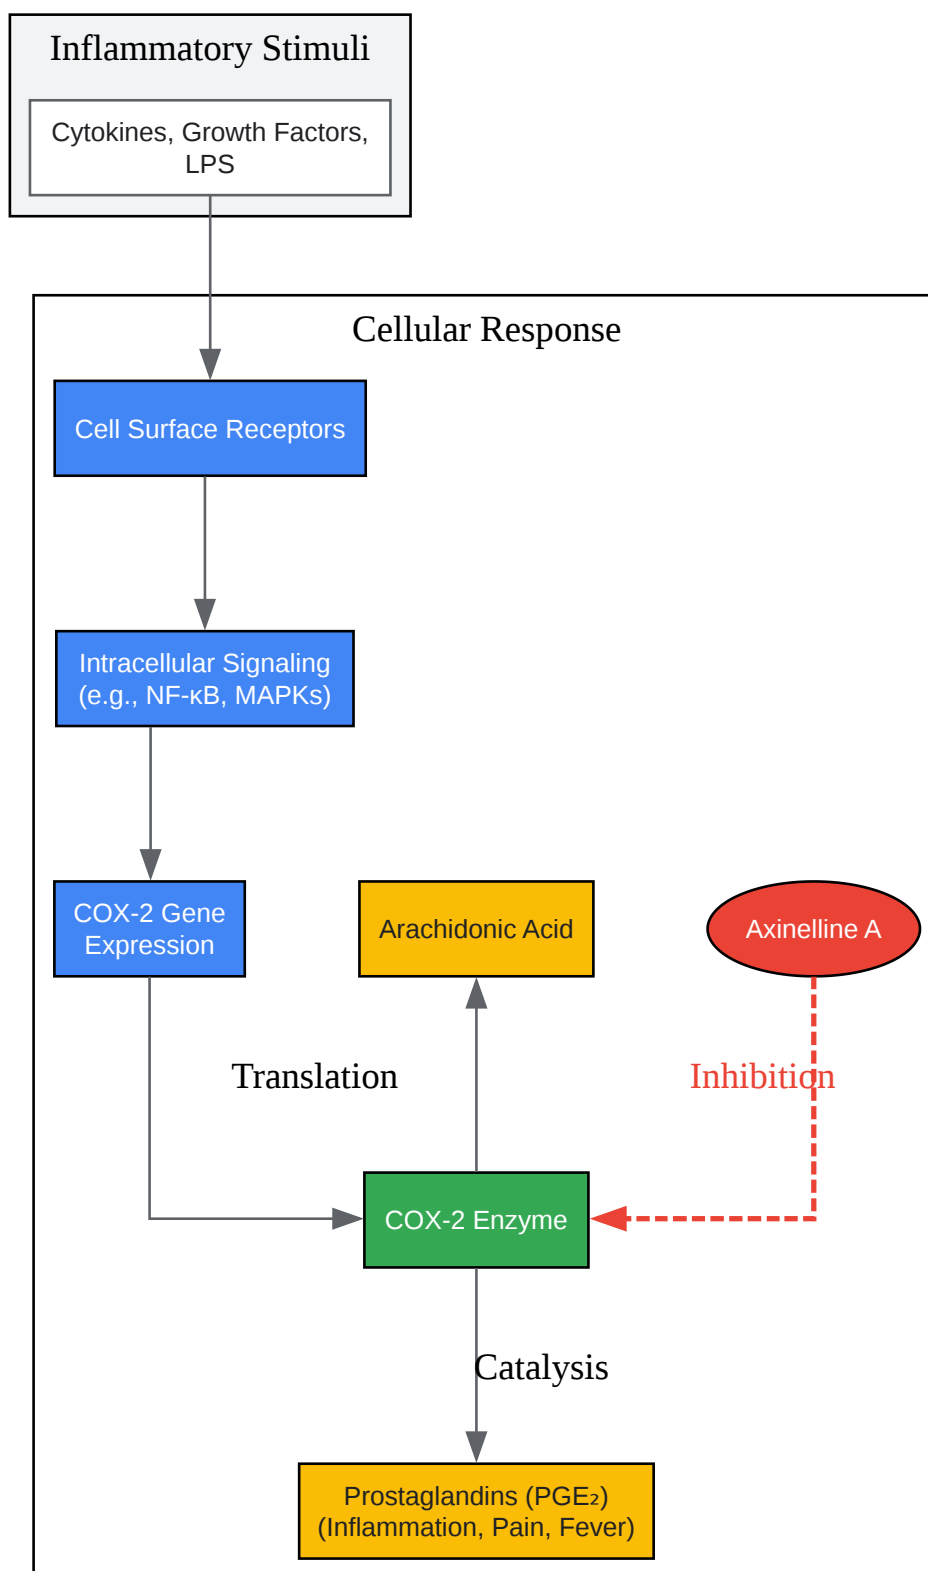 Inflammatory Stimuli
Cytokines, Growth Factors,
LPS
Cellular Response
Cell Surface Receptors
Intracellular Signaling
(e.g., NF-κB, MAPKs)
COX-2 Gene
Expression
Arachidonic Acid
Axinelline A
Translation
Inhibition
COX-2 Enzyme
Catalysis
Prostaglandins (PGE₂)
(Inflammation, Pain, Fever)